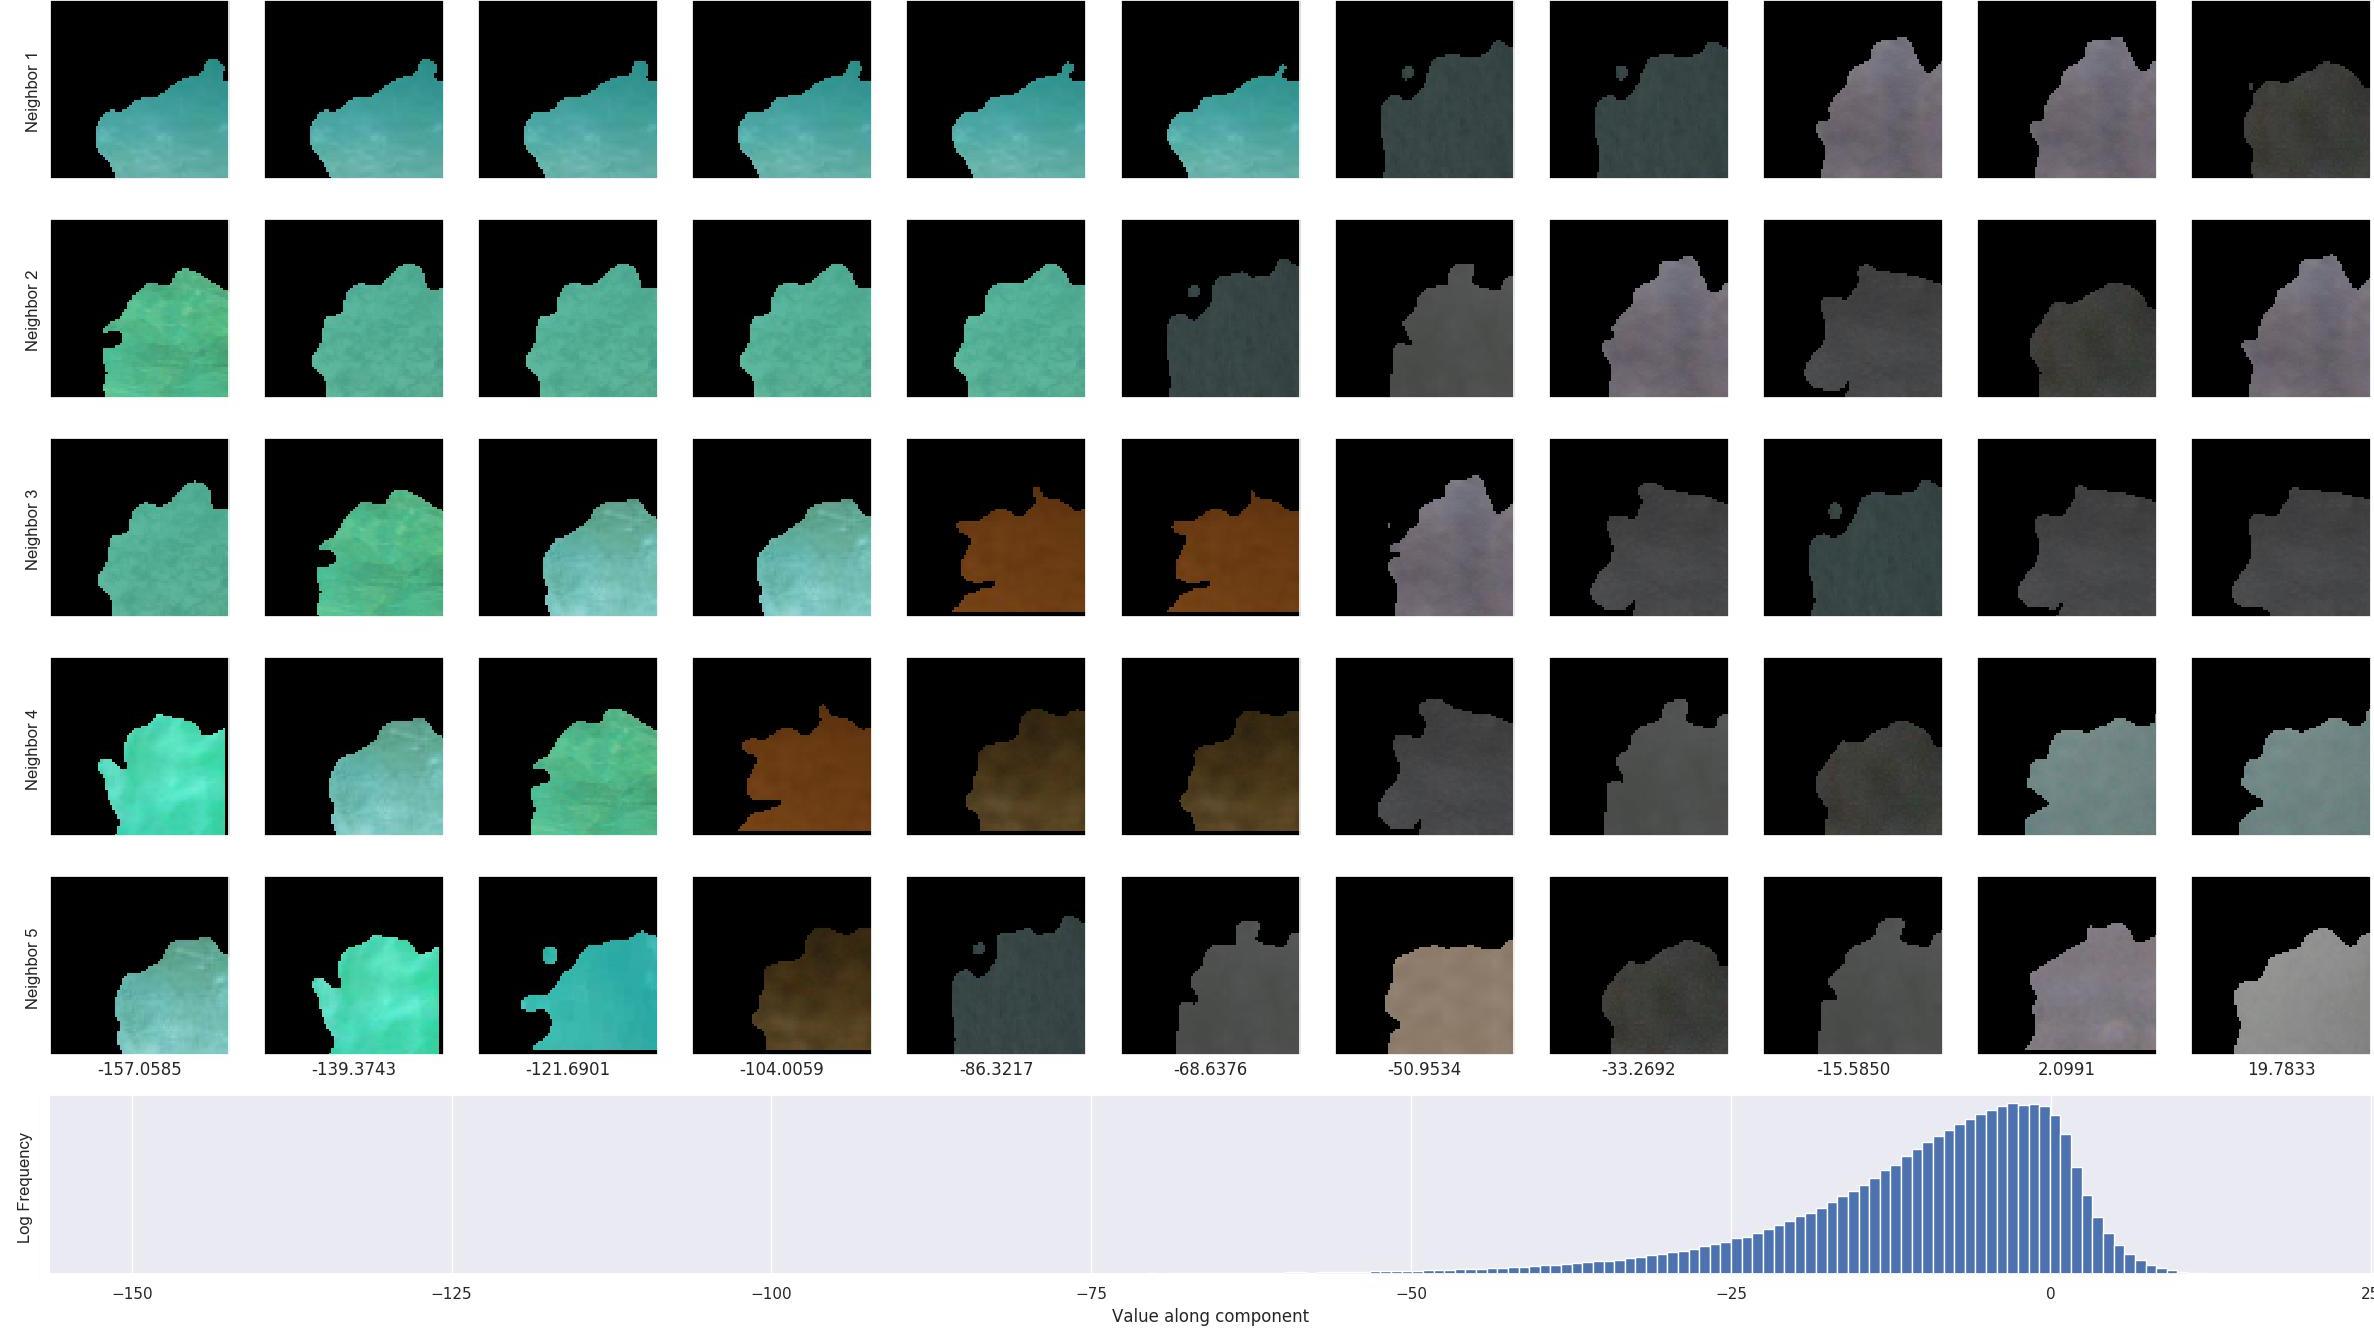 Neighbor 1
Neighbor 2
Neighbor 3
Neighbor 4
Neighbor 5
-157.0585 -139.3743 -121.6901 -104.0059 -86.3217 -68.6376 -50.9534 -33.2692 -15.5850 2.0991 19.7833
Log Frequency
−150 −125 −100 −75 −50 −25 0 25
Value along component